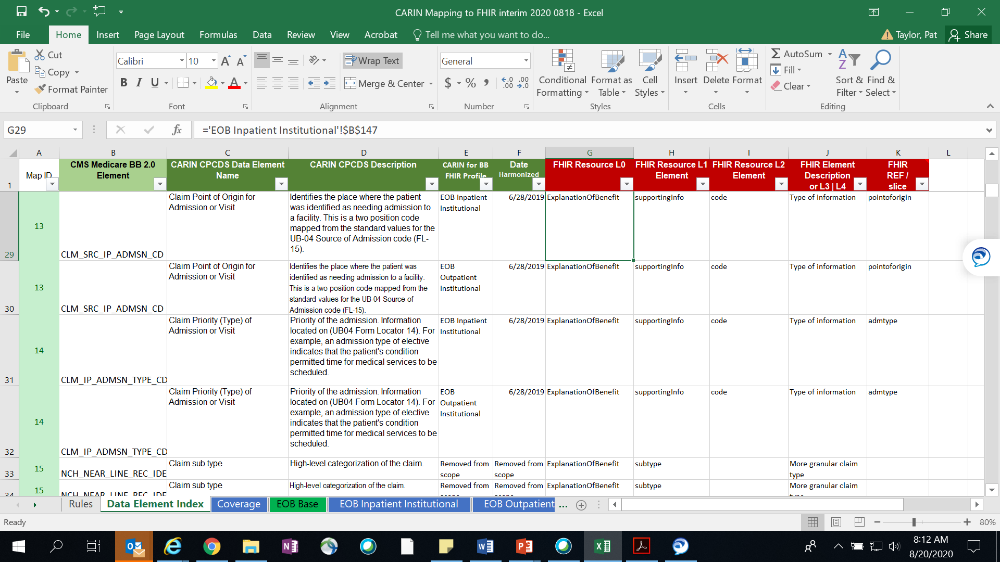 CARIN Mapping to FHIR interim 2020 0818 - Excel
File Home Insert Page Layout Formulas Data Review View Acrobat Tell me what you want to do... Taylor, Pat Share
Paste
Cut
Copy
Format Painter
Clipboard
Calibri 10
B I U
Font
Wrap Text
Merge & Center
Alignment
General
$ % ,
Number
Conditional Formatting
Format as Table
Cell Styles
Styles
Insert Delete Format
Cells
AutoSum
Fill
Clear
Sort & Filter
Find & Select
Editing
G29 fx ='EOB Inpatient Institutional'!$B$147
A B C D E F G H I J K L
1
Map ID
CMS Medicare BB 2.0
Element
CARIN CPCDS Data Element
Name
CARIN CPCDS Description
CARIN for BB
FHIR Profile
Date
Harmonized
FHIR Resource L0
FHIR Resource L1
Element
FHIR Resource L2
Element
FHIR Element
Description
or L3 | L4
FHIR
REF /
slice
29
13
CLM_SRC_IP_ADMSN_CD
Claim Point of Origin for
Admission or Visit
Identifies the place where the patient
was identified as needing admission to
a facility. This is a two position code
mapped from the standard values for the
UB-04 Source of Admission code (FL-
15).
EOB Inpatient
Institutional
6/28/2019
ExplanationOfBenefit
supportingInfo
code
Type of information
pointoforigin
30
13
CLM_SRC_IP_ADMSN_CD
Claim Point of Origin for
Admission or Visit
Identifies the place where the patient was
identified as needing admission to a facility.
This is a two position code mapped from the
standard values for the UB-04 Source of
Admission code (FL-15).
EOB
Outpatient
Institutional
6/28/2019
ExplanationOfBenefit
supportingInfo
code
Type of information
pointoforigin
31
14
CLM_IP_ADMSN_TYPE_CD
Claim Priority (Type) of
Admission or Visit
Priority of the admission. Information
located on (UB04 Form Locator 14). For
example, an admission type of elective
indicates that the patient's condition
permitted time for medical services to be
scheduled.
EOB Inpatient
Institutional
6/28/2019
ExplanationOfBenefit
supportingInfo
code
Type of information
admtype
32
14
CLM_IP_ADMSN_TYPE_CD
Claim Priority (Type) of
Admission or Visit
Priority of the admission. Information
located on (UB04 Form Locator 14). For
example, an admission type of elective
indicates that the patient's condition
permitted time for medical services to be
scheduled.
EOB
Outpatient
Institutional
6/28/2019
ExplanationOfBenefit
supportingInfo
code
Type of information
admtype
33
15
NCH_NEAR_LINE_REC_IDE
Claim sub type
High-level categorization of the claim.
Removed from
scope
Removed from
scope
ExplanationOfBenefit
subtype
More granular claim
type
34
15
NCH_NEAR_LINE_REC_IDE
Claim sub type
High-level categorization of the claim.
Removed from
Removed from
ExplanationOfBenefit
subtype
More granular claim
Rules Data Element Index Coverage EOB Base EOB Inpatient Institutional EOB Outpatient ...
Ready 80%
8:12 AM
8/20/2020